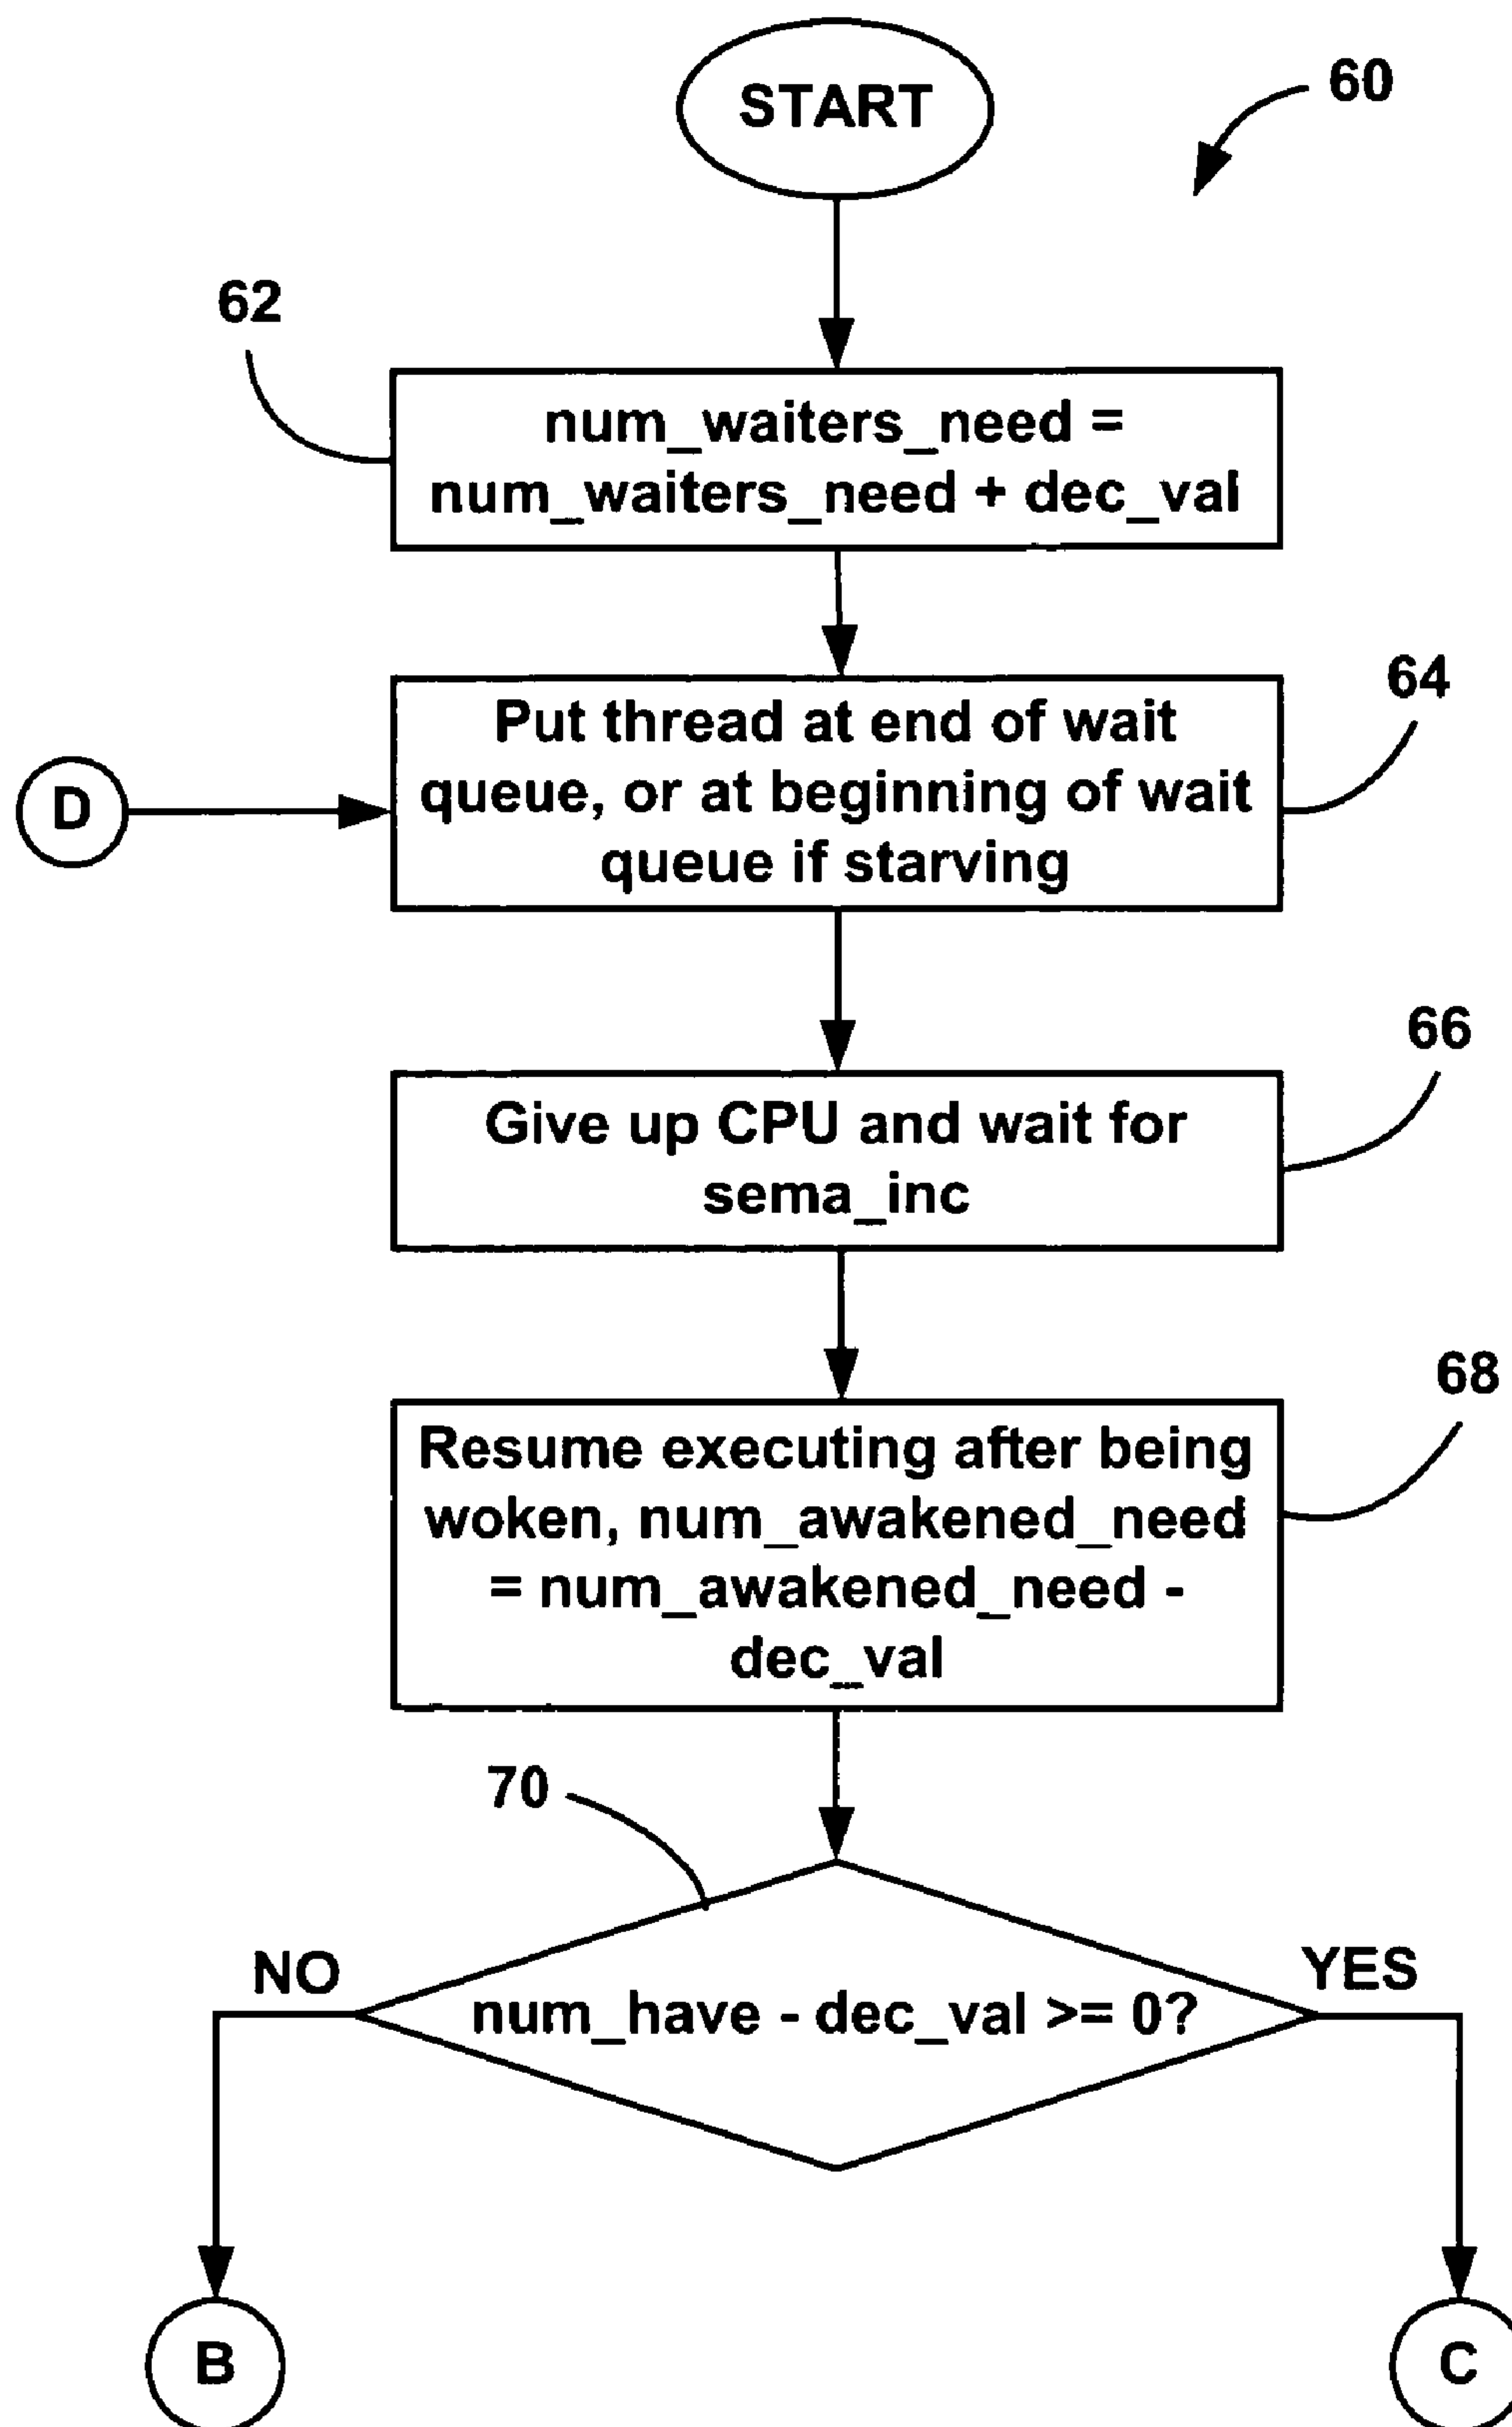 START
60
62
num_waiters_need =
num_waiters_need + dec_val
64
Put thread at end of wait
queue, or at beginning of wait
queue if starving
D
66
Give up CPU and wait for
sema_inc
68
Resume executing after being
woken, num_awakened_need
= num_awakened_need -
dec_val
70
NO
YES
num_have - dec_val >= 0?
B
C